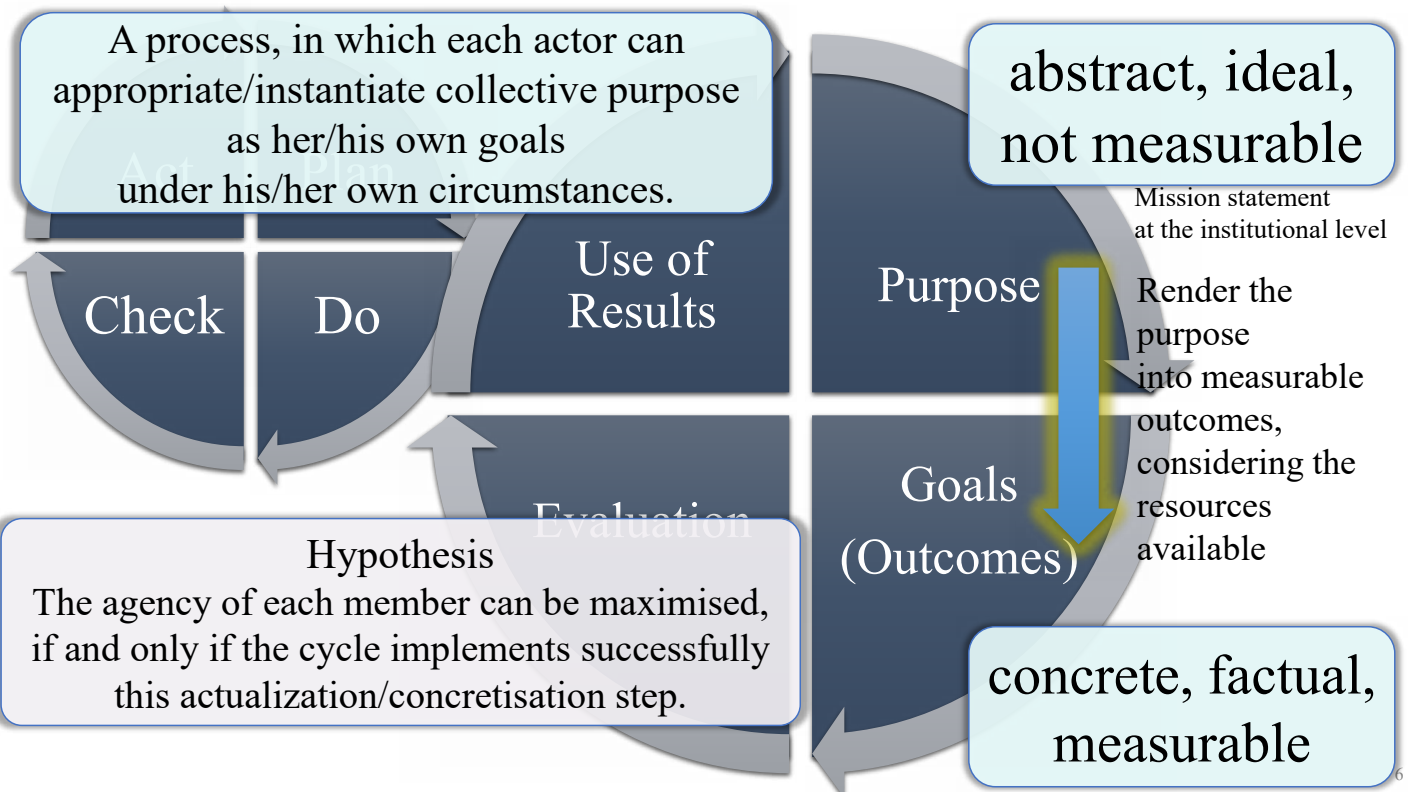 A process, in which each actor can
appropriate/instantiate collective purpose
as her/his own goals
under his/her own circumstances.
Act
Plan
Check
Do
Use of
Results
Purpose
abstract, ideal,
not measurable
Mission statement
at the institutional level
Render the
purpose
into measurable
outcomes,
considering the
resources
available
Evaluation
Goals
(Outcomes)
Hypothesis
The agency of each member can be maximised,
if and only if the cycle implements successfully
this actualization/concretisation step.
concrete, factual,
measurable
6